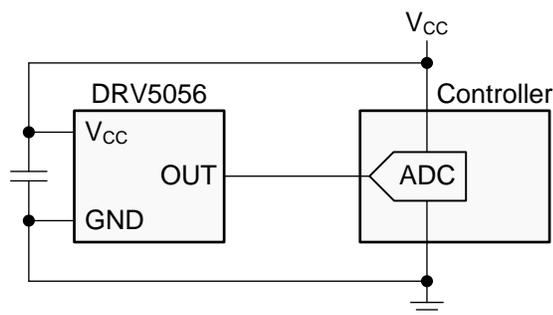 VCC
DRV5056
Controller
VCC
OUT
ADC
GND